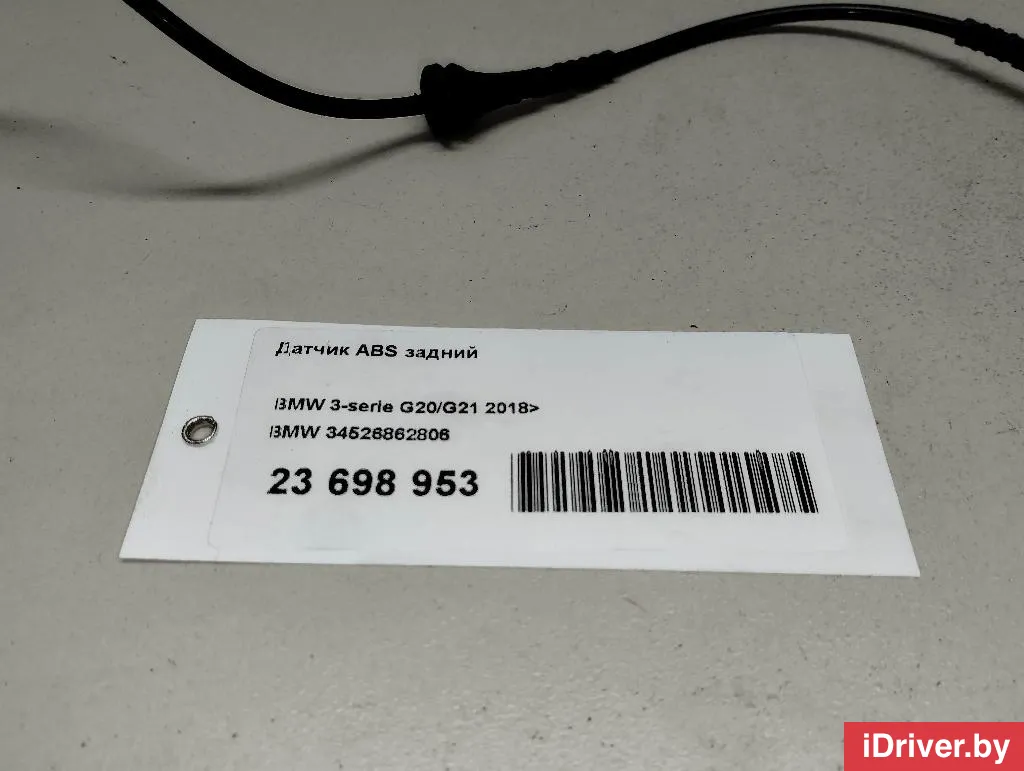 Датчик ABS задний
BMW 3-serie G20/G21 2018>
BMW 34526862806
23 698 953
iDriver.by